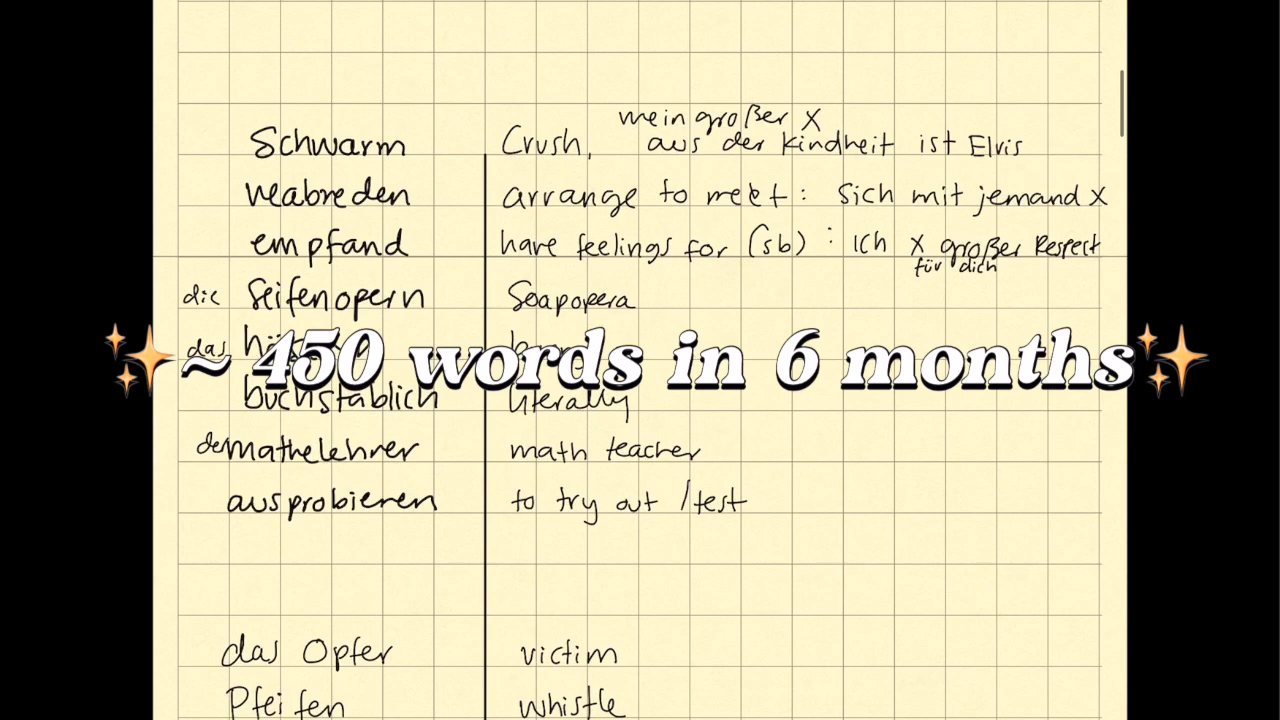 mein großer X
Schwarm Crush, aus der Kindheit ist Elvis
veabreden arrange to meet: sich mit jemand X
empfand have feelings for (sb): Ich X großer Respekt
für dich
die Seifenopern Soapopera
das
~ 450 words in 6 months
buchstäblich literally
der mathelehrer math teacher
ausprobieren to try out / test
das Opfer victim
Pfeifen whistle